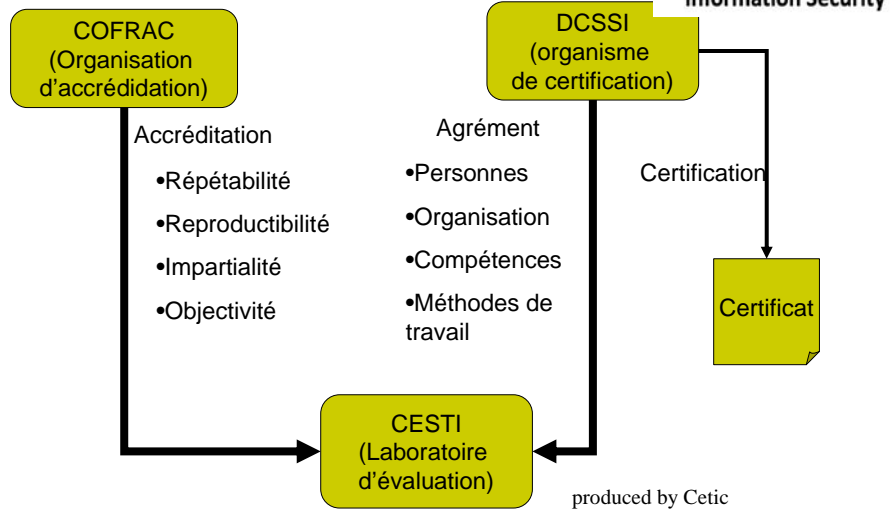 Information Security
COFRAC
(Organisation
d'accrédidation)
DCSSI
(organisme
de certification)
Accréditation
•Répétabilité
•Reproductibilité
•Impartialité
•Objectivité
Agrément
•Personnes
•Organisation
•Compétences
•Méthodes de
travail
Certification
Certificat
CESTI
(Laboratoire
d'évaluation)
produced by Cetic